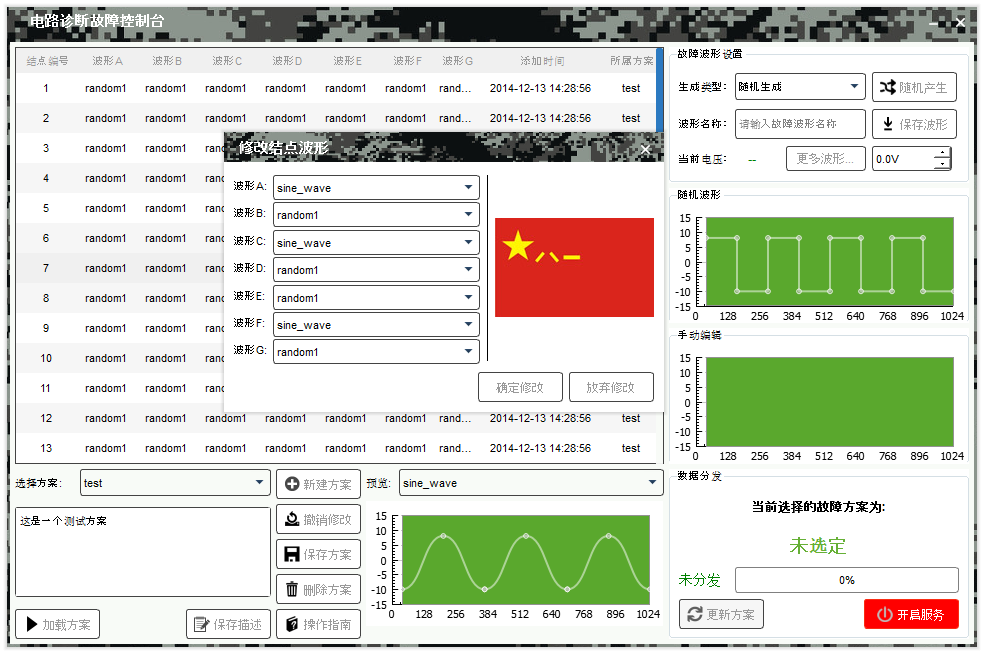 电路诊断故障控制台
结点编号 波形A 波形B 波形C 波形D 波形E 波形F 波形G 添加时间 所属方案
1 random1 random1 random1 random1 random1 random1 rand... 2014-12-13 14:28:56 test
2 random1 random1 random1 random1 random1 random1 rand... 2014-12-13 14:28:56 test
3 random1 random1
4 random1 random1
5 random1 random1
6 random1 random1
7 random1 random1
8 random1 random1
9 random1 random1
10 random1 random1
11 random1 random1
12 random1 random1 random1 random1 random1 random1 rand... 2014-12-13 14:28:56 test
13 random1 random1 random1 random1 random1 random1 rand... 2014-12-13 14:28:56 test
修改结点波形
波形A: sine_wave
波形B: random1
波形C: sine_wave
波形D: random1
波形E: random1
波形F: sine_wave
波形G: random1
八一
确定修改 放弃修改
选择方案: test 新建方案
这是一个测试方案
撤销修改
保存方案
删除方案
加载方案 保存描述 操作指南
预览: sine_wave
15
10
5
0
-5
-10
-15
0 128 256 384 512 640 768 896 1024
故障波形设置
生成类型: 随机生成 随机产生
波形名称: 请输入故障波形名称 保存波形
当前电压: -- 更多波形... 0.0V
随机波形
15
10
5
0
-5
-10
-15
0 128 256 384 512 640 768 896 1024
手动编辑
15
10
5
0
-5
-10
-15
0 128 256 384 512 640 768 896 1024
数据分发
当前选择的故障方案为:
未选定
未分发 0%
更新方案 开启服务